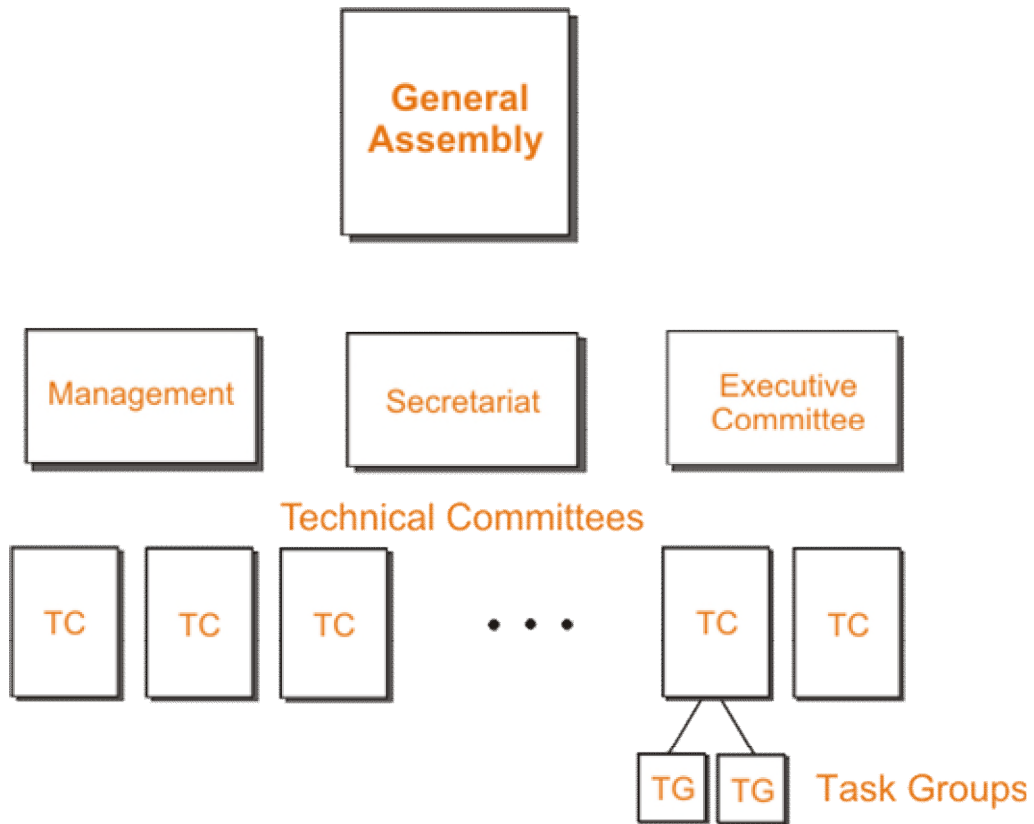 General
Assembly
Management
Secretariat
Executive
Committee
Technical Committees
TC
TC
TC
TC
TC
TG
TG
Task Groups